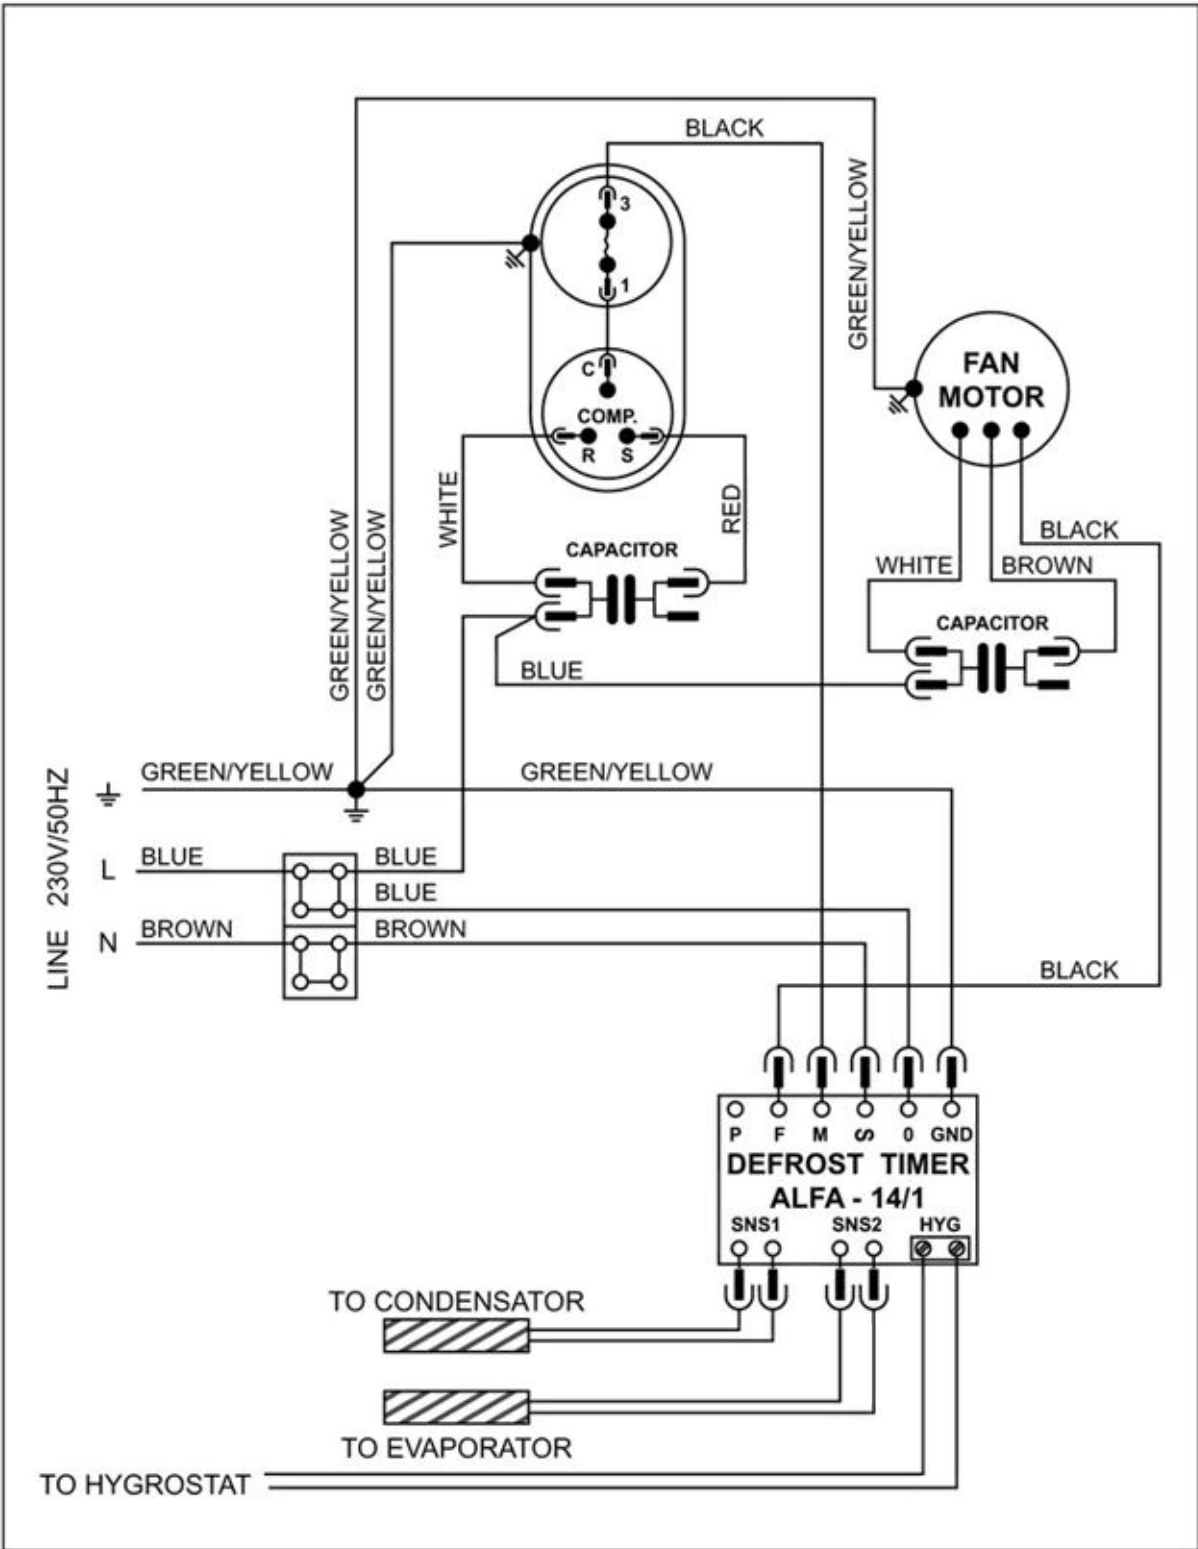 BLACK
GREEN/YELLOW
3
1
C
COMP.
R S
FAN
MOTOR
WHITE
RED
CAPACITOR
GREEN/YELLOW
GREEN/YELLOW
BLACK
WHITE
BROWN
CAPACITOR
BLUE
LINE 230V/50HZ
GREEN/YELLOW
GREEN/YELLOW
L
BLUE
BLUE
BLUE
N
BROWN
BROWN
BLACK
P F M S 0 GND
DEFROST TIMER
ALFA - 14/1
SNS1 SNS2 HYG
TO CONDENSATOR
TO EVAPORATOR
TO HYGROSTAT